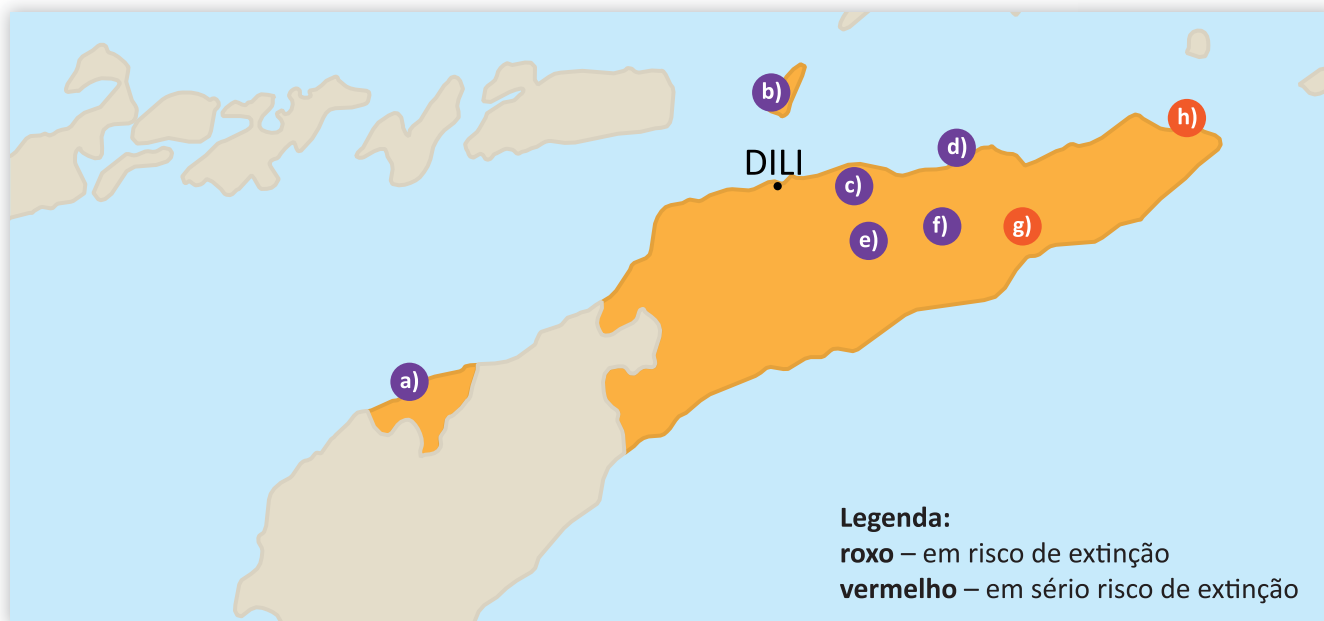 b)
h)
d)
DILI
c)
f)
g)
e)
a)
Legenda:
roxo – em risco de extinção
vermelho – em sério risco de extinção